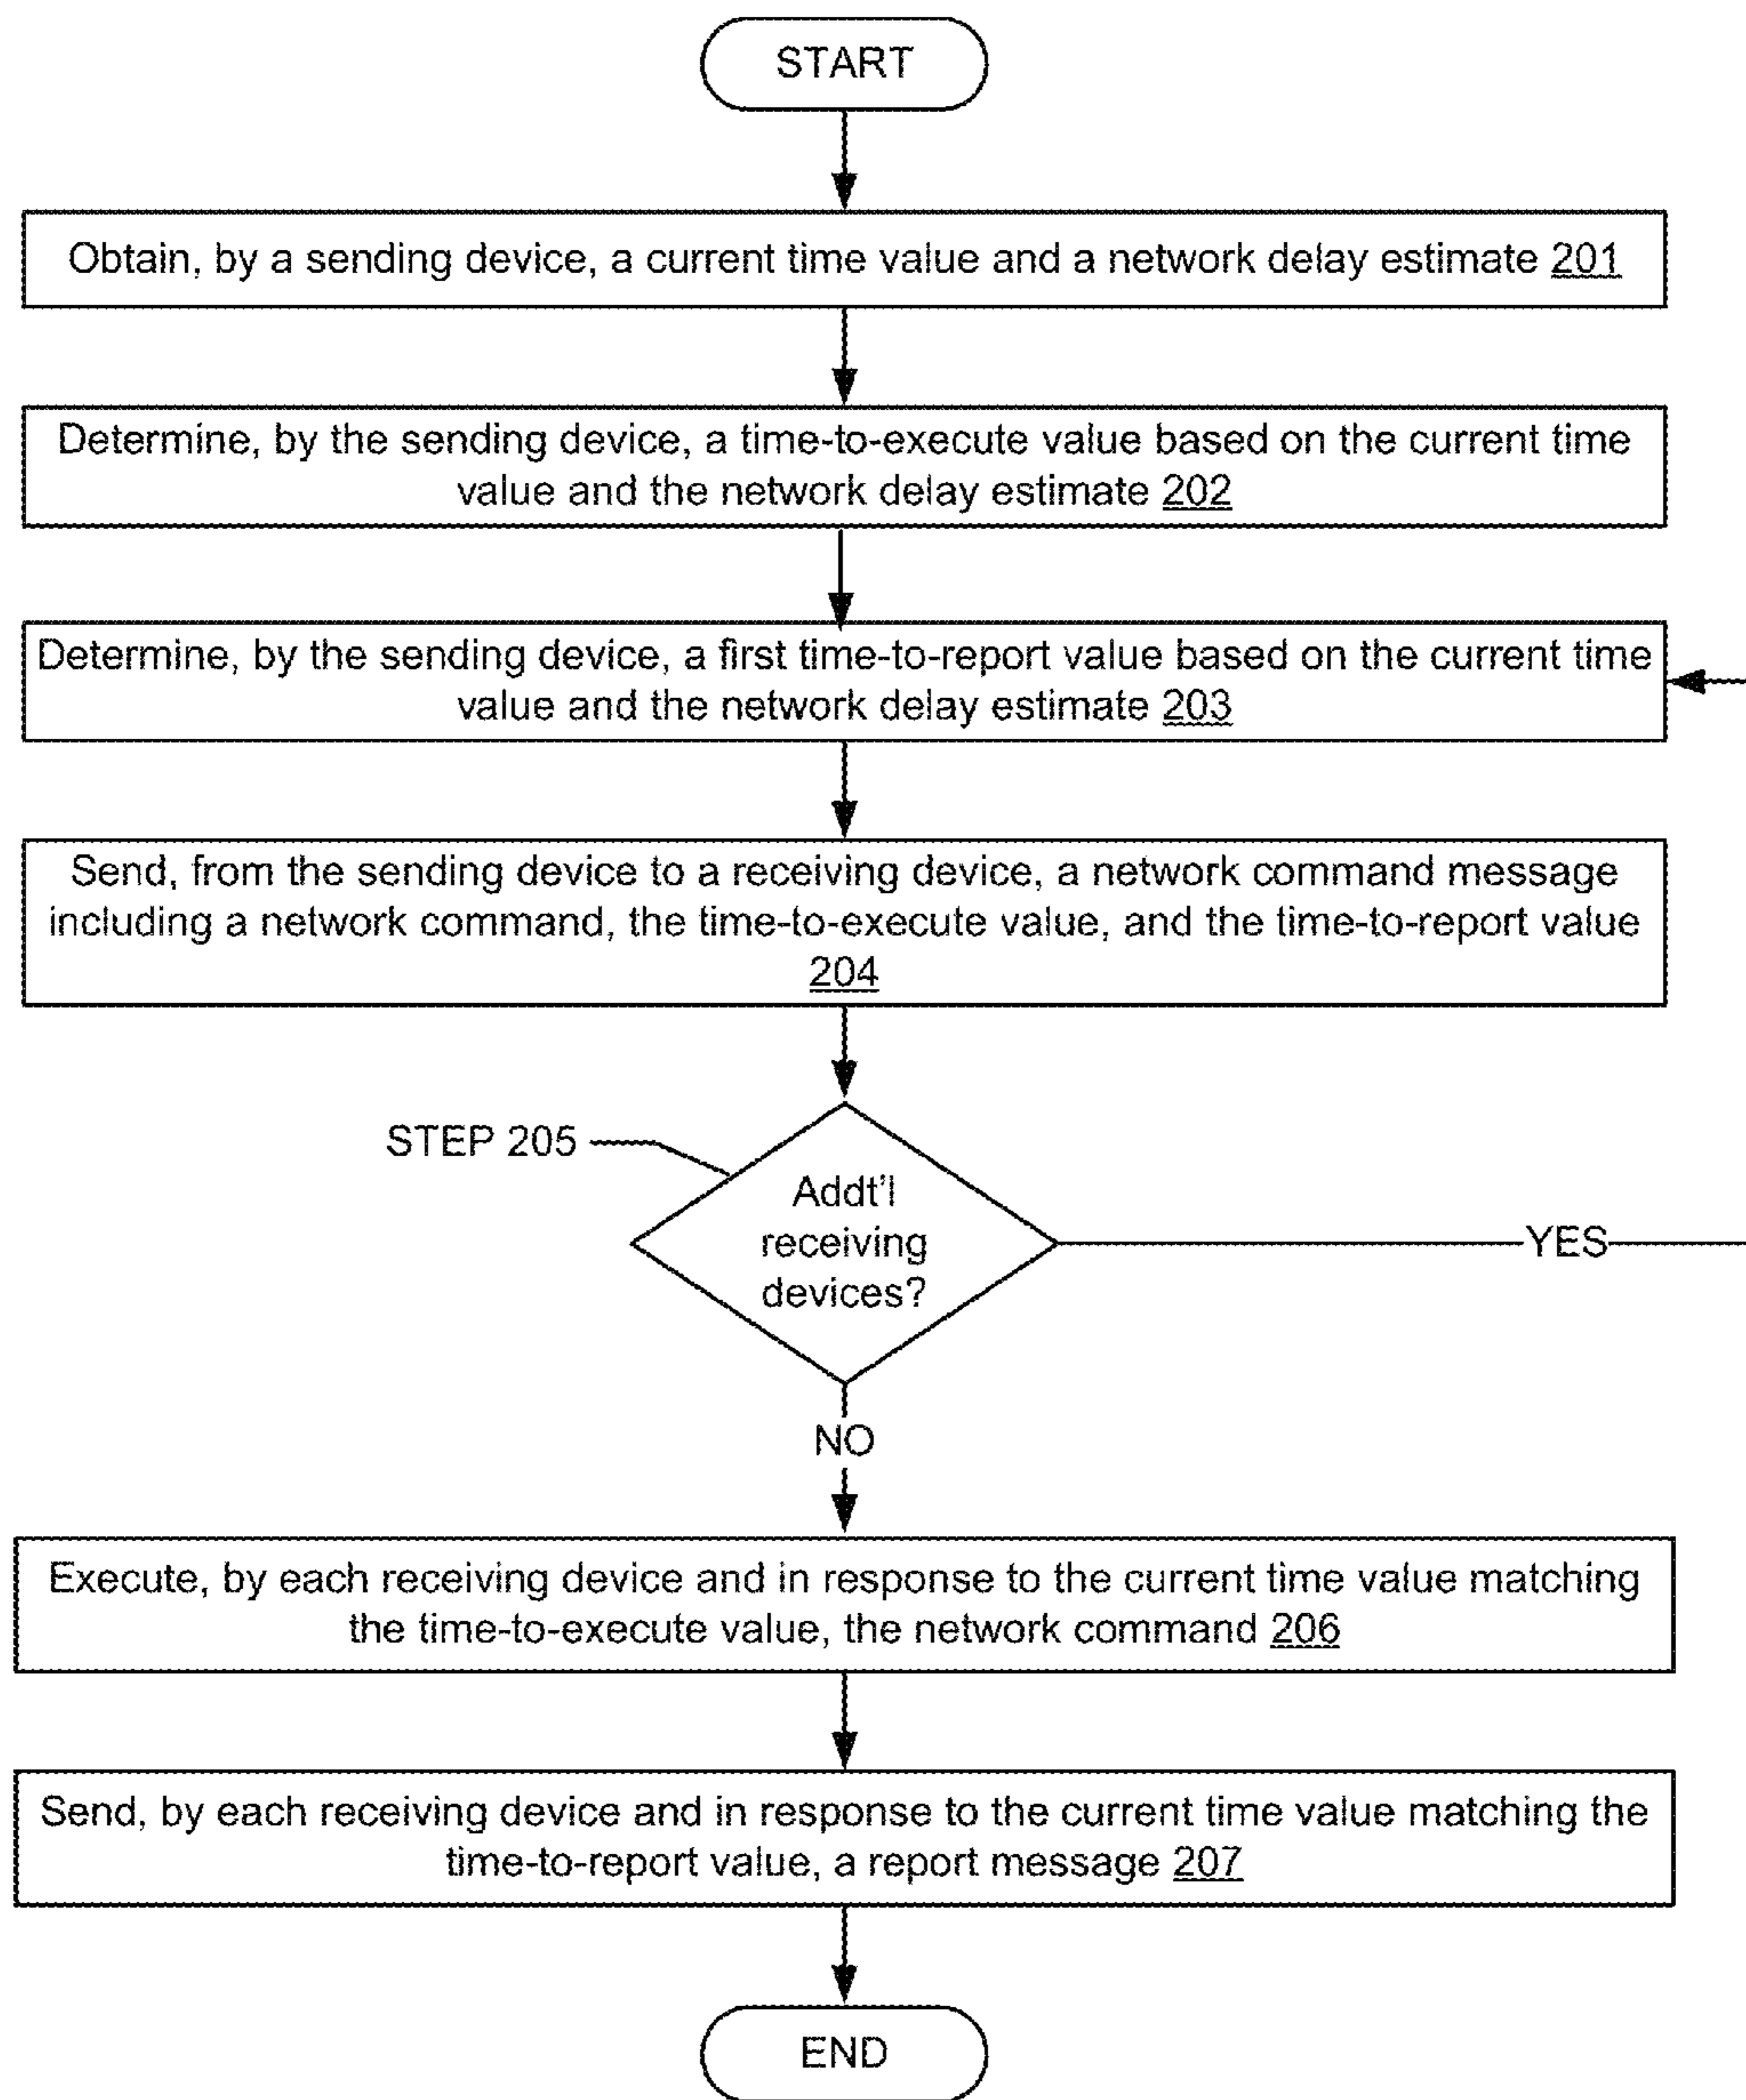 START
Obtain, by a sending device, a current time value and a network delay estimate 201
Determine, by the sending device, a time-to-execute value based on the current time
value and the network delay estimate 202
Determine, by the sending device, a first time-to-report value based on the current time
value and the network delay estimate 203
Send, from the sending device to a receiving device, a network command message
including a network command, the time-to-execute value, and the time-to-report value
204
STEP 205
Addt'l
receiving
devices?
YES
NO
Execute, by each receiving device and in response to the current time value matching
the time-to-execute value, the network command 206
Send, by each receiving device and in response to the current time value matching the
time-to-report value, a report message 207
END